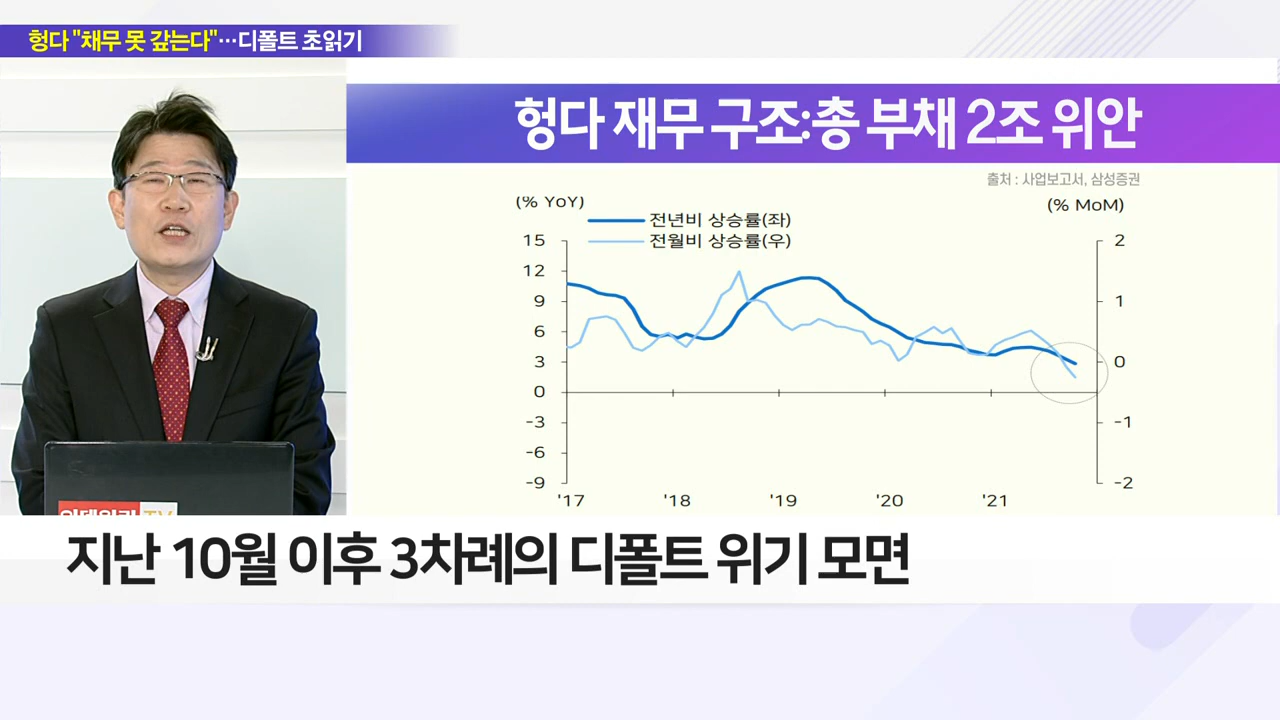 헝다 "채무 못 갚는다"…디폴트 초읽기
헝다 재무 구조:총 부채 2조 위안
출처 : 사업보고서, 삼성증권
(% YoY)
(% MoM)
전년비 상승률(좌)
전월비 상승률(우)
15
12
9
6
3
0
-3
-6
-9
2
1
0
-1
-2
'17
'18
'19
'20
'21
지난 10월 이후 3차례의 디폴트 위기 모면